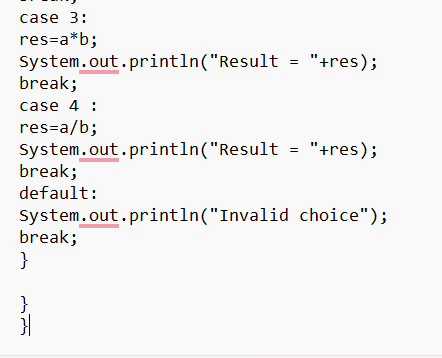 case 3:
res=a*b;
System.out.println("Result = "+res);
break;
case 4 :
res=a/b;
System.out.println("Result = "+res);
break;
default:
System.out.println("Invalid choice");
break;
}
}
}